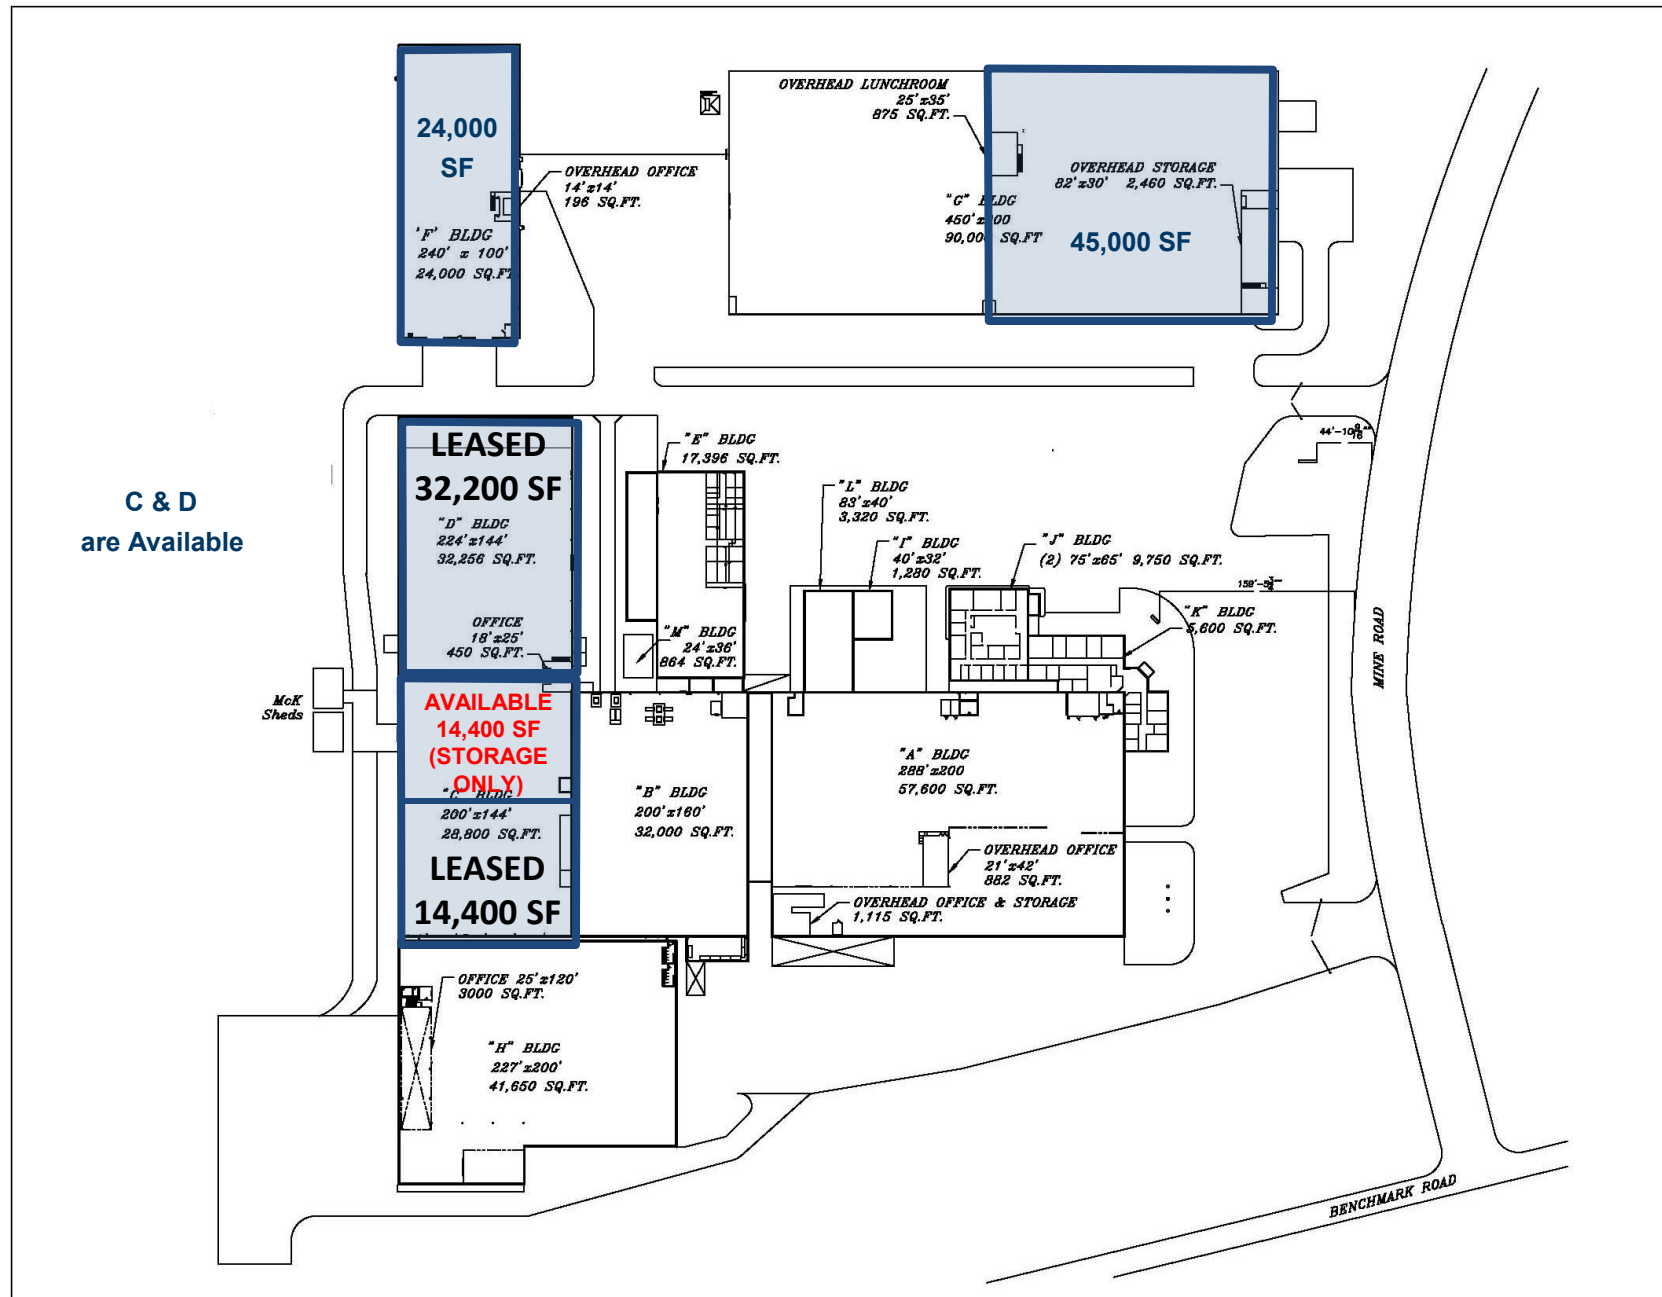 24,000
SF
OVERHEAD OFFICE
14'x14'
196 SQ.FT.
'F' BLDG
240' x 100'
24,000 SQ.FT
OVERHEAD LUNCHROOM
25'x35'
875 SQ.FT.
OVERHEAD STORAGE
82'x30' 2,460 SQ.FT.
"G" BLDG
450'x200
90,000 SQ.FT
45,000 SF
C & D
are Available
LEASED
32,200 SF
"D" BLDG
224'x144'
32,256 SQ.FT.
OFFICE
18'x25'
450 SQ.FT.
"E" BLDG
17,396 SQ.FT.
"M" BLDG
24'x36'
864 SQ.FT.
"L" BLDG
83'x40'
3,320 SQ.FT.
"I" BLDG
40'x32'
1,280 SQ.FT.
"J" BLDG
(2) 75'x65' 9,750 SQ.FT.
"K" BLDG
5,600 SQ.FT.
MINE ROAD
McK
Sheds
AVAILABLE
14,400 SF
(STORAGE
ONLY)
"C" BLDG
200'x144'
28,800 SQ.FT.
LEASED
14,400 SF
"B" BLDG
200'x160'
32,000 SQ.FT.
"A" BLDG
288'x200
57,600 SQ.FT.
OVERHEAD OFFICE
21'x42'
882 SQ.FT.
OVERHEAD OFFICE & STORAGE
1,115 SQ.FT.
OFFICE 25'x120'
3000 SQ.FT.
"H" BLDG
227'x200'
41,650 SQ.FT.
BENCHMARK ROAD